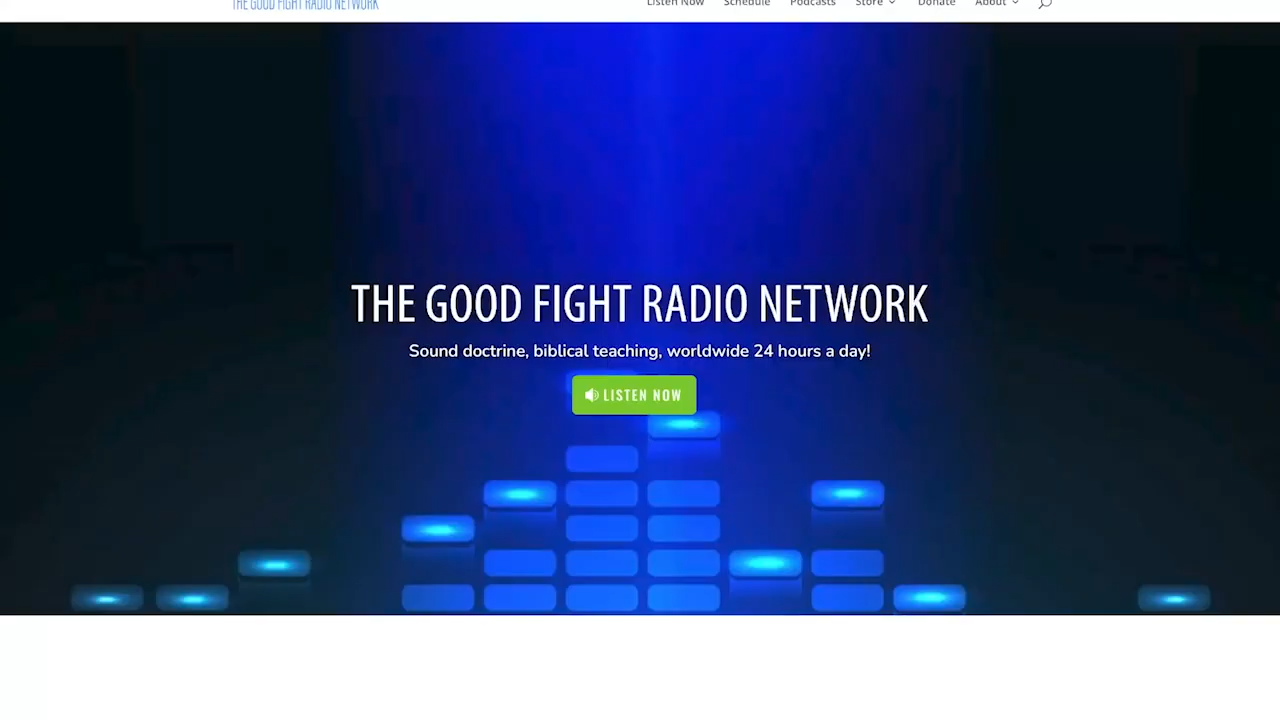 THE GOOD FIGHT RADIO NETWORK
Listen Now Schedule Podcasts Store Donate About
THE GOOD FIGHT RADIO NETWORK
Sound doctrine, biblical teaching, worldwide 24 hours a day!
LISTEN NOW